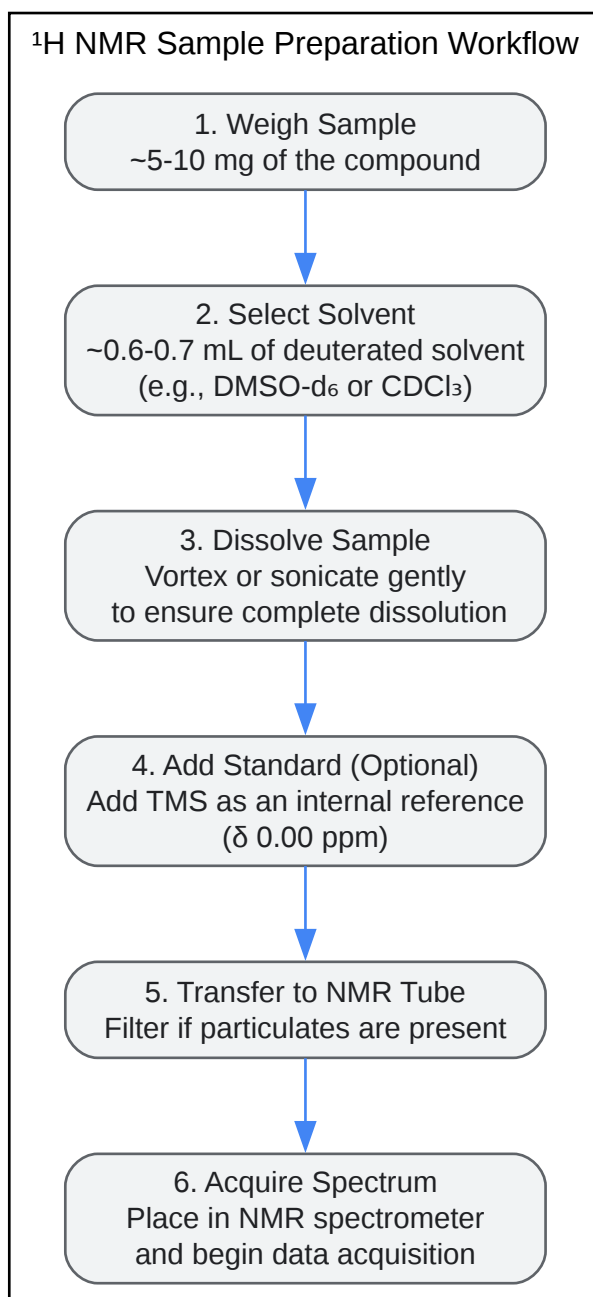 ¹H NMR Sample Preparation Workflow
1. Weigh Sample
~5-10 mg of the compound
2. Select Solvent
~0.6-0.7 mL of deuterated solvent
(e.g., DMSO-d₆ or CDCl₃)
3. Dissolve Sample
Vortex or sonicate gently
to ensure complete dissolution
4. Add Standard (Optional)
Add TMS as an internal reference
(δ 0.00 ppm)
5. Transfer to NMR Tube
Filter if particulates are present
6. Acquire Spectrum
Place in NMR spectrometer
and begin data acquisition